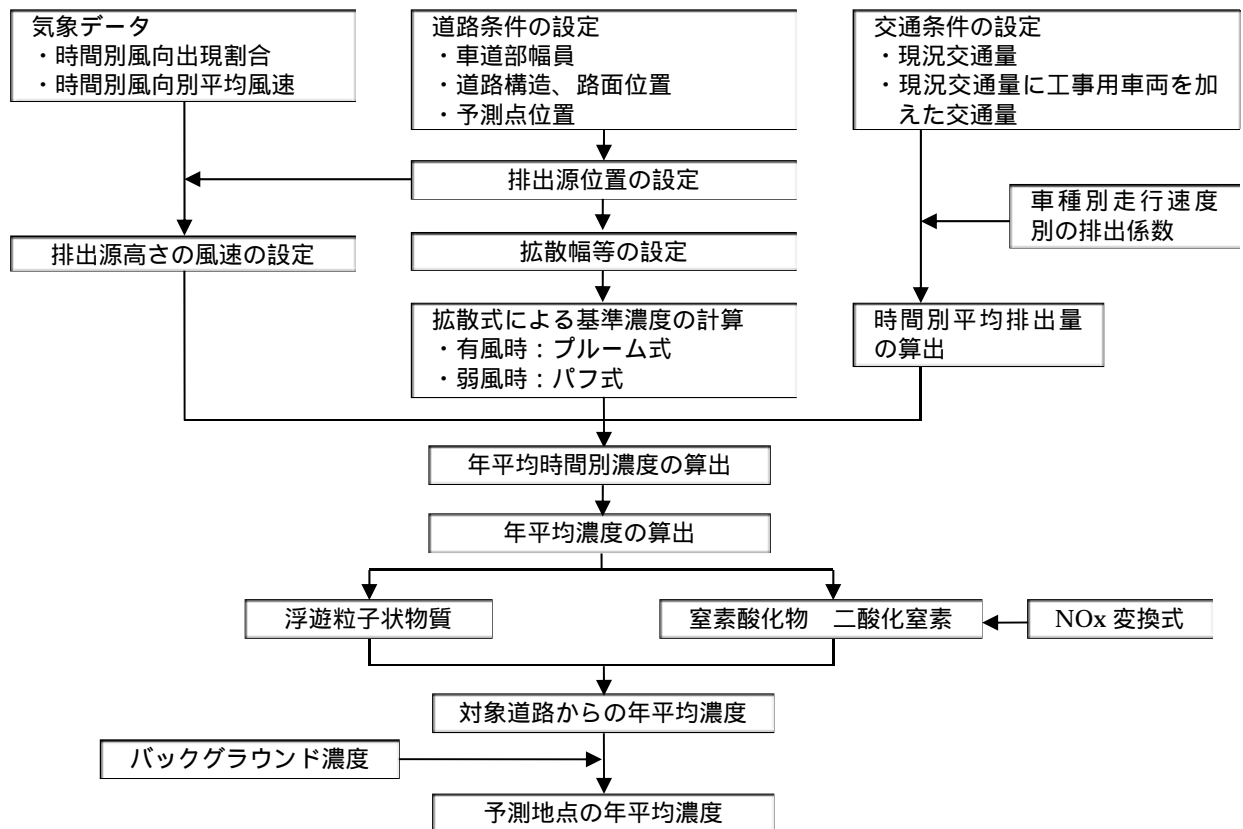 気象データ
・時間別風向出現割合
・時間別風向別平均風速
道路条件の設定
・車道部幅員
・道路構造、路面位置
・予測点位置
交通条件の設定
・現況交通量
・現況交通量に工事用車両を加
えた交通量
排出源位置の設定
車種別走行速度
別の排出係数
排出源高さの風速の設定
拡散幅等の設定
拡散式による基準濃度の計算
・有風時：プルーム式
・弱風時：パフ式
時間別平均排出量
の算出
年平均時間別濃度の算出
年平均濃度の算出
浮遊粒子状物質
窒素酸化物　二酸化窒素
NOx 変換式
対象道路からの年平均濃度
バックグラウンド濃度
予測地点の年平均濃度